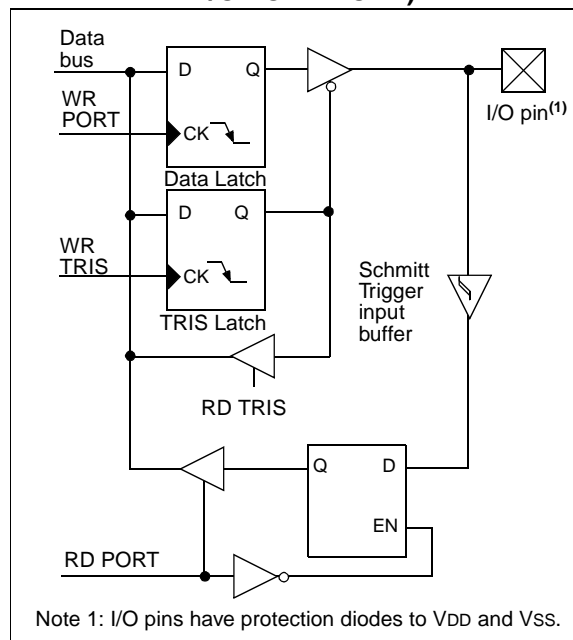 Data
bus
D
Q
WR
PORT
CK
I/O pin(1)
Data Latch
D
Q
WR
TRIS
CK
TRIS Latch
Schmitt
Trigger
input
buffer
RD TRIS
Q
D
EN
RD PORT
Note 1: I/O pins have protection diodes to VDD and VSS.